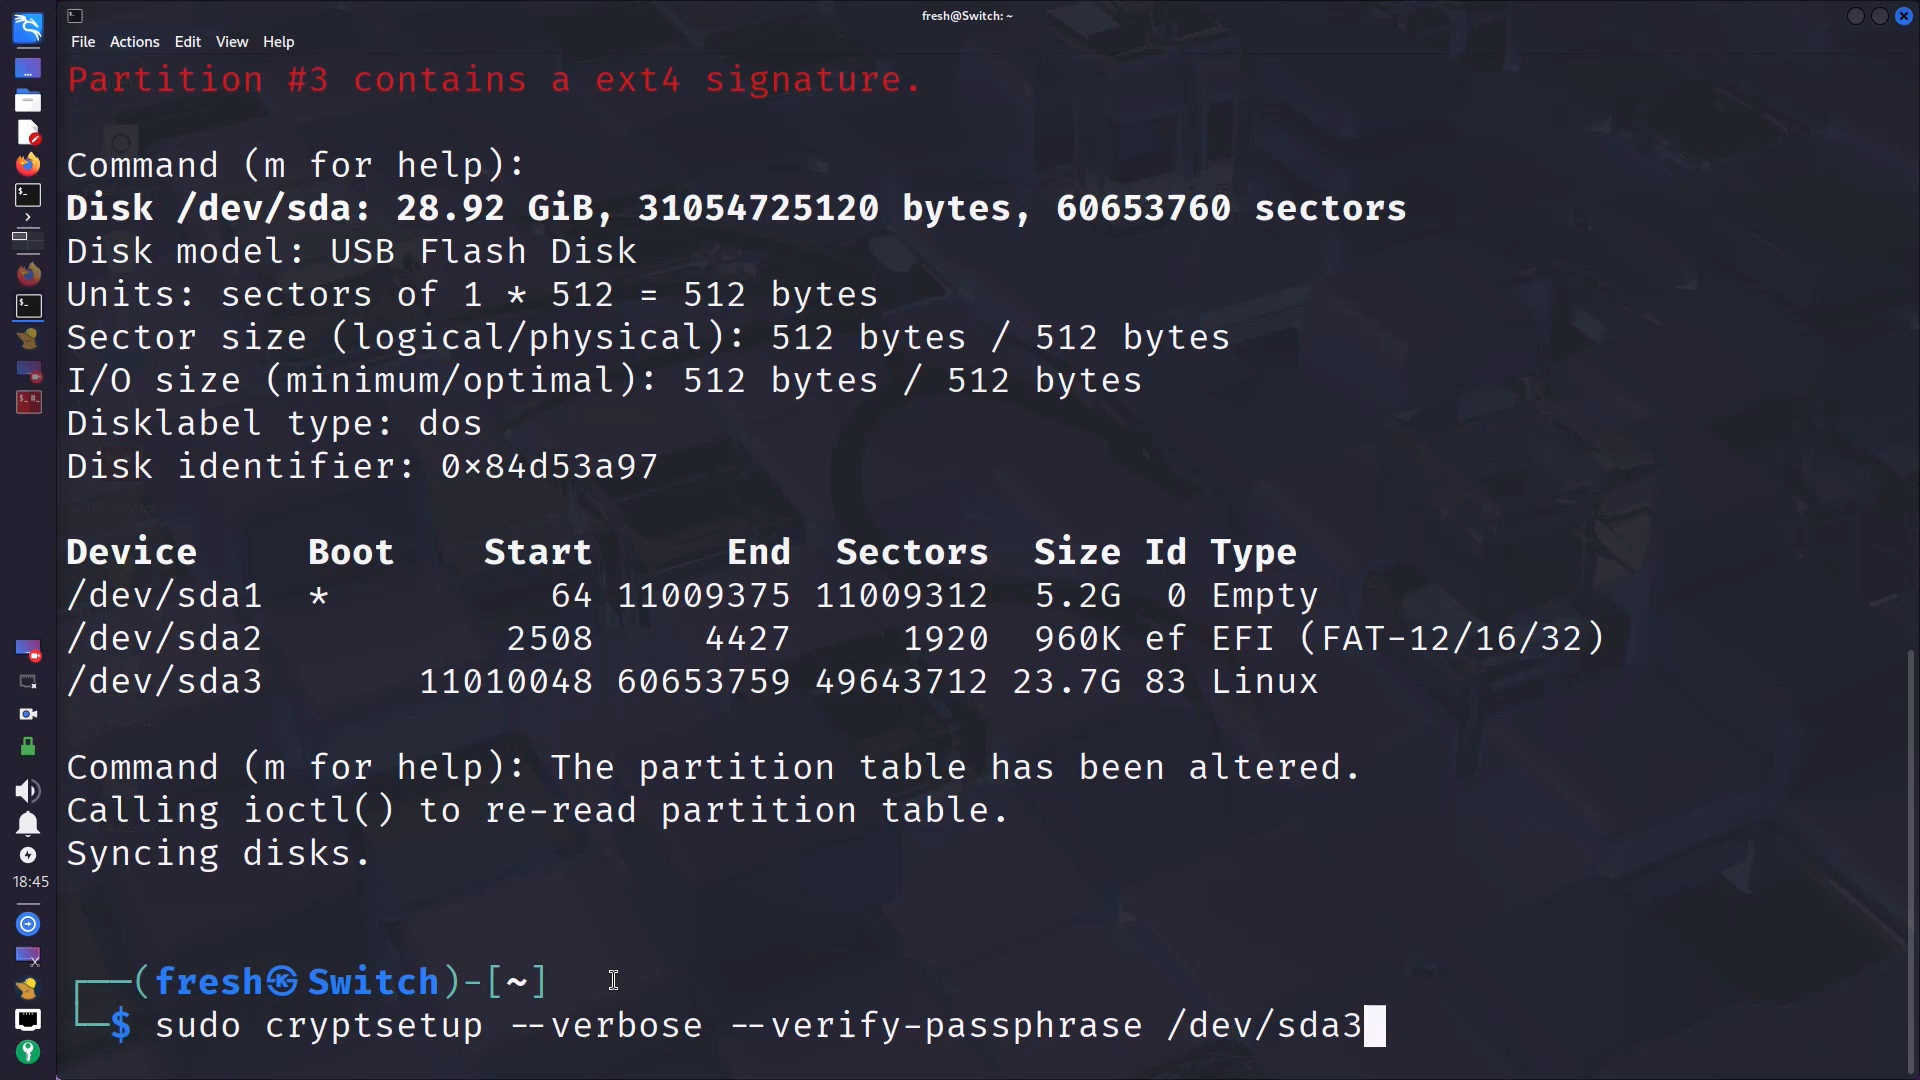 fresh@Switch: ~
File Actions Edit View Help
Partition #3 contains a ext4 signature.
Command (m for help):
Disk /dev/sda: 28.92 GiB, 31054725120 bytes, 60653760 sectors
Disk model: USB Flash Disk
Units: sectors of 1 * 512 = 512 bytes
Sector size (logical/physical): 512 bytes / 512 bytes
I/O size (minimum/optimal): 512 bytes / 512 bytes
Disklabel type: dos
Disk identifier: 0×84d53a97
Device Boot Start End Sectors Size Id Type
/dev/sda1 * 64 11009375 11009312 5.2G 0 Empty
/dev/sda2 2508 4427 1920 960K ef EFI (FAT-12/16/32)
/dev/sda3 11010048 60653759 49643712 23.7G 83 Linux
Command (m for help): The partition table has been altered.
Calling ioctl() to re-read partition table.
Syncing disks.
┌──(fresh㉿Switch)-[~]
└─$ sudo cryptsetup --verbose --verify-passphrase /dev/sda3
18:45